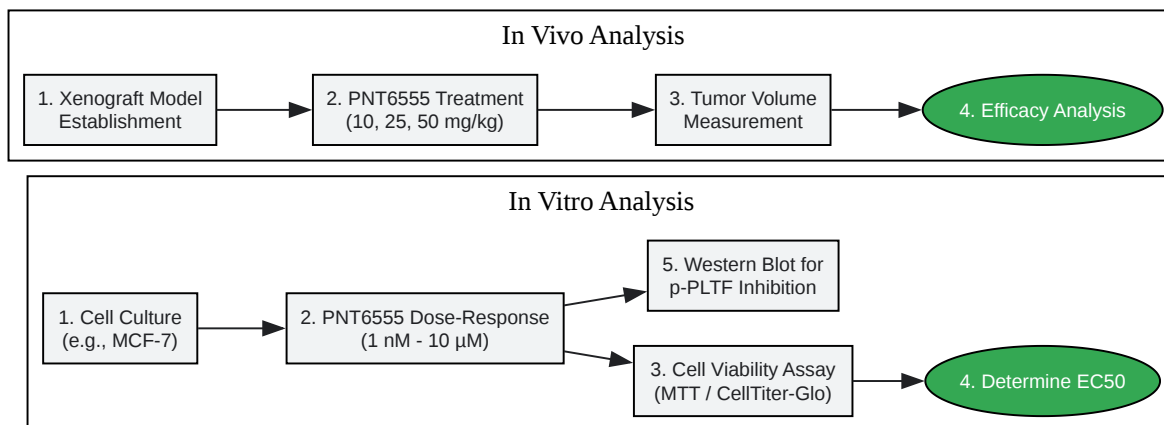 In Vivo Analysis
1. Xenograft Model
Establishment
2. PNT6555 Treatment
(10, 25, 50 mg/kg)
3. Tumor Volume
Measurement
4. Efficacy Analysis
In Vitro Analysis
1. Cell Culture
(e.g., MCF-7)
2. PNT6555 Dose-Response
(1 nM - 10 µM)
5. Western Blot for
p-PLTF Inhibition
3. Cell Viability Assay
(MTT / CellTiter-Glo)
4. Determine EC50